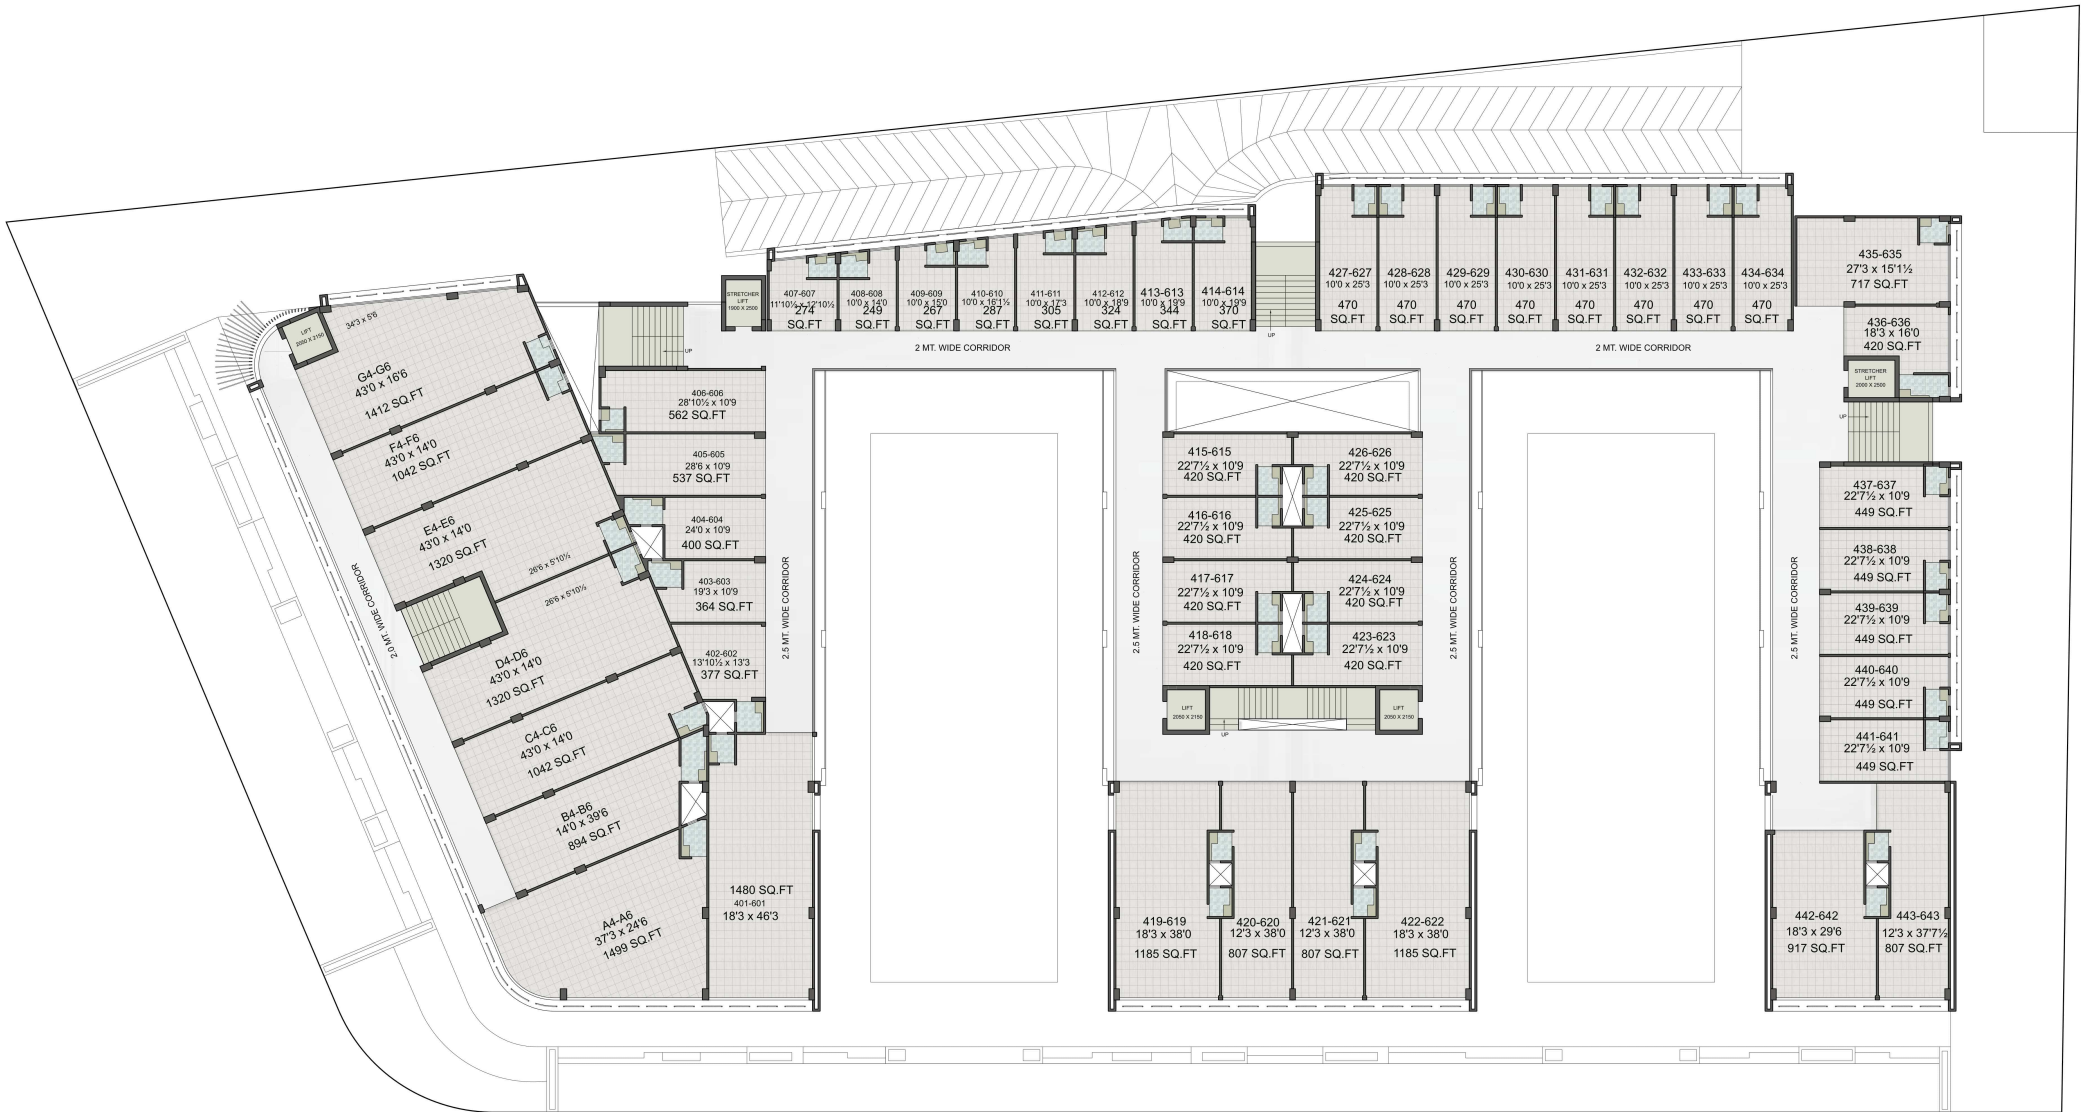 LIFT
2050 X 2150
34'3 x 5'6
G4-G6
43'0 x 16'6
1412 SQ.FT
F4-F6
43'0 x 14'0
1042 SQ.FT
E4-E6
43'0 x 14'0
1320 SQ.FT
26'6 x 5'10½
26'6 x 5'10½
D4-D6
43'0 x 14'0
1320 SQ.FT
C4-C6
43'0 x 14'0
1042 SQ.FT
B4-B6
14'0 x 39'6
894 SQ.FT
A4-A6
37'3 x 24'6
1499 SQ.FT
2.0 MT. WIDE CORRIDOR
1480 SQ.FT
401-601
18'3 x 46'3
402-602
13'10½ x 13'3
377 SQ.FT
403-603
19'3 x 10'9
364 SQ.FT
404-604
24'0 x 10'9
400 SQ.FT
405-605
28'6 x 10'9
537 SQ.FT
406-606
28'10½ x 10'9
562 SQ.FT
UP
STRETCHER
LIFT
1900 X 2500
2.5 MT. WIDE CORRIDOR
407-607
11'10½ x 12'10½
274
SQ.FT
408-608
10'0 x 14'0
249
SQ.FT
409-609
10'0 x 15'0
267
SQ.FT
410-610
10'0 x 16'1½
287
SQ.FT
411-611
10'0 x 17'3
305
SQ.FT
412-612
10'0 x 18'9
324
SQ.FT
413-613
10'0 x 19'9
344
SQ.FT
414-614
10'0 x 19'9
370
SQ.FT
UP
2 MT. WIDE CORRIDOR
427-627
10'0 x 25'3
470
SQ.FT
428-628
10'0 x 25'3
470
SQ.FT
429-629
10'0 x 25'3
470
SQ.FT
430-630
10'0 x 25'3
470
SQ.FT
431-631
10'0 x 25'3
470
SQ.FT
432-632
10'0 x 25'3
470
SQ.FT
433-633
10'0 x 25'3
470
SQ.FT
434-634
10'0 x 25'3
470
SQ.FT
2 MT. WIDE CORRIDOR
435-635
27'3 x 15'1½
717 SQ.FT
436-636
18'3 x 16'0
420 SQ.FT
STRETCHER
LIFT
2000 X 2500
UP
415-615
22'7½ x 10'9
420 SQ.FT
426-626
22'7½ x 10'9
420 SQ.FT
416-616
22'7½ x 10'9
420 SQ.FT
425-625
22'7½ x 10'9
420 SQ.FT
417-617
22'7½ x 10'9
420 SQ.FT
424-624
22'7½ x 10'9
420 SQ.FT
418-618
22'7½ x 10'9
420 SQ.FT
423-623
22'7½ x 10'9
420 SQ.FT
LIFT
2050 X 2150
UP
LIFT
2050 X 2150
2.5 MT. WIDE CORRIDOR
2.5 MT. WIDE CORRIDOR
419-619
18'3 x 38'0
1185 SQ.FT
420-620
12'3 x 38'0
807 SQ.FT
421-621
12'3 x 38'0
807 SQ.FT
422-622
18'3 x 38'0
1185 SQ.FT
2.5 MT. WIDE CORRIDOR
437-637
22'7½ x 10'9
449 SQ.FT
438-638
22'7½ x 10'9
449 SQ.FT
439-639
22'7½ x 10'9
449 SQ.FT
440-640
22'7½ x 10'9
449 SQ.FT
441-641
22'7½ x 10'9
449 SQ.FT
442-642
18'3 x 29'6
917 SQ.FT
443-643
12'3 x 37'7½
807 SQ.FT